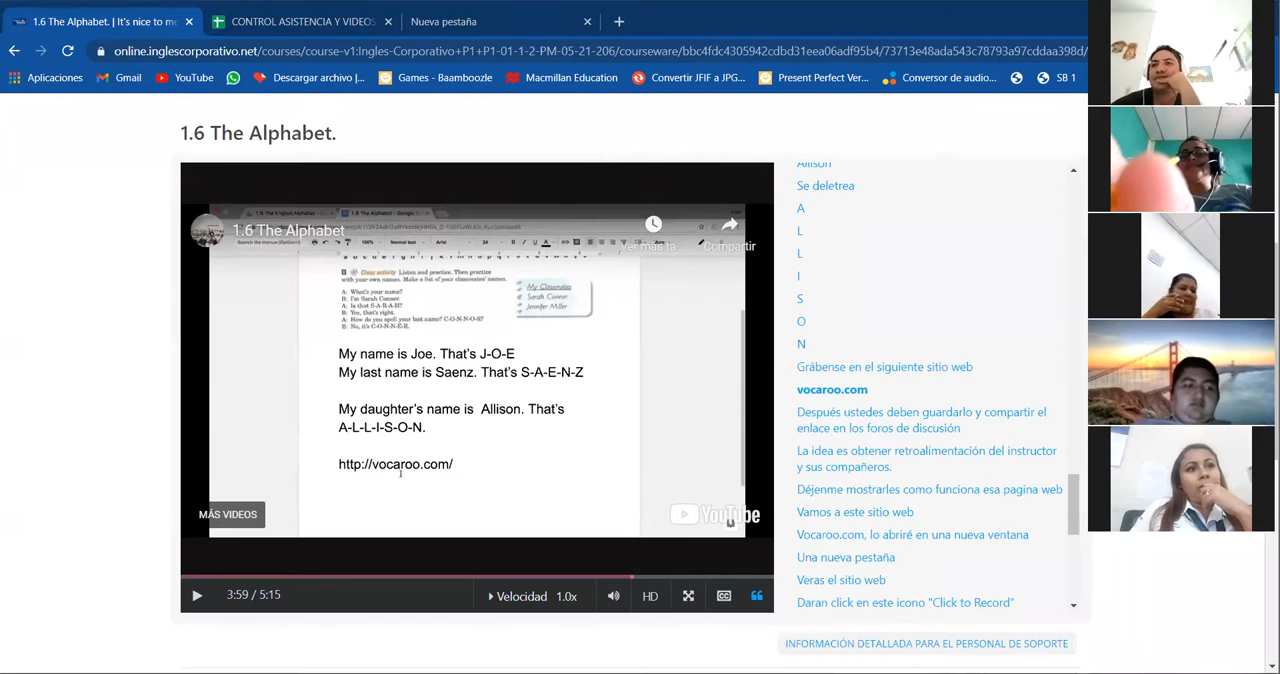 1.6 The Alphabet. | It's nice to me
CONTROL ASISTENCIA Y VIDEOS
Nueva pestaña
online.inglescorporativo.net/courses/course-v1:Ingles-Corporativo+P1+P1-01-1-2-PM-05-21-206/courseware/bbc4fdc4305942cdbd31eea06adf95b4/73713e48ada543c78793a97cddaa398d/
Aplicaciones
Gmail
YouTube
Descargar archivo |...
Games - Baamboozle
Macmillan Education
Convertir JFIF a JPG...
Present Perfect Ver...
Conversor de audio...
SB 1
1.6 The Alphabet.
1.6 The Alphabet
Compartir
B Class activity Listen and practice. Then practice
with your own names. Make a list of your classmates' names.
A: What's your name?
B: I'm Sarah Conner.
A: Is that S-A-R-A-H?
B: Yes, that's right.
A: How do you spell your last name? C-O-N-N-O-R?
B: No, it's C-O-N-N-E-R.
My Classmates
Sarah Conner
Jennifer Miller
My name is Joe. That's J-O-E
My last name is Saenz. That's S-A-E-N-Z
My daughter's name is Allison. That's
A-L-L-I-S-O-N.
http://vocaroo.com/
MÁS VIDEOS
YouTube
3:59 / 5:15
Velocidad 1.0x
HD
Allison
Se deletrea
A
L
L
I
S
O
N
Grábense en el siguiente sitio web
vocaroo.com
Después ustedes deben guardarlo y compartir el
enlace en los foros de discusión
La idea es obtener retroalimentación del instructor
y sus compañeros.
Déjenme mostrarles como funciona esa pagina web
Vamos a este sitio web
Vocaroo.com, lo abriré en una nueva ventana
Una nueva pestaña
Veras el sitio web
Daran click en este icono "Click to Record"
INFORMACIÓN DETALLADA PARA EL PERSONAL DE SOPORTE